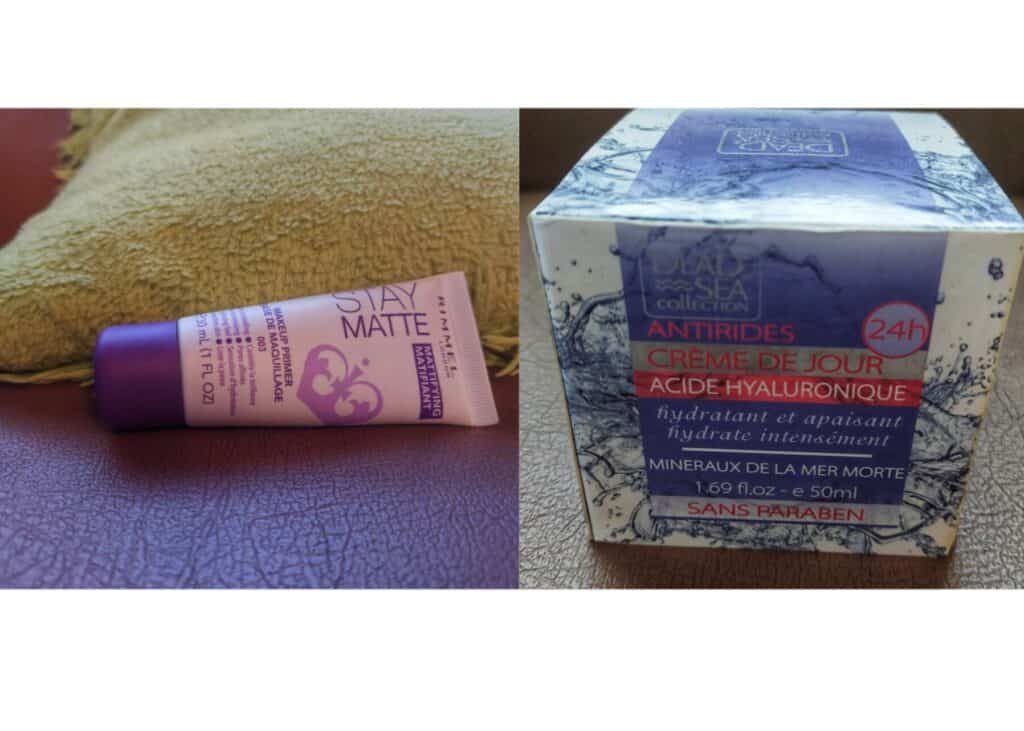 RIMMEL
LONDON
STAY
MATTE
MATTIFYING
MATIFIANT
MAKEUP PRIMER
BASE DE MAQUILLAGE
003
30 mL (1 FL OZ)
DEAD
DEAD
SEA
collection
ANTIRIDES
24h
CRÈME DE JOUR
ACIDE HYALURONIQUE
hydratant et apaisant
hydrate intensément
MINERAUX DE LA MER MORTE
1.69 fl.oz - e 50ml
SANS PARABEN